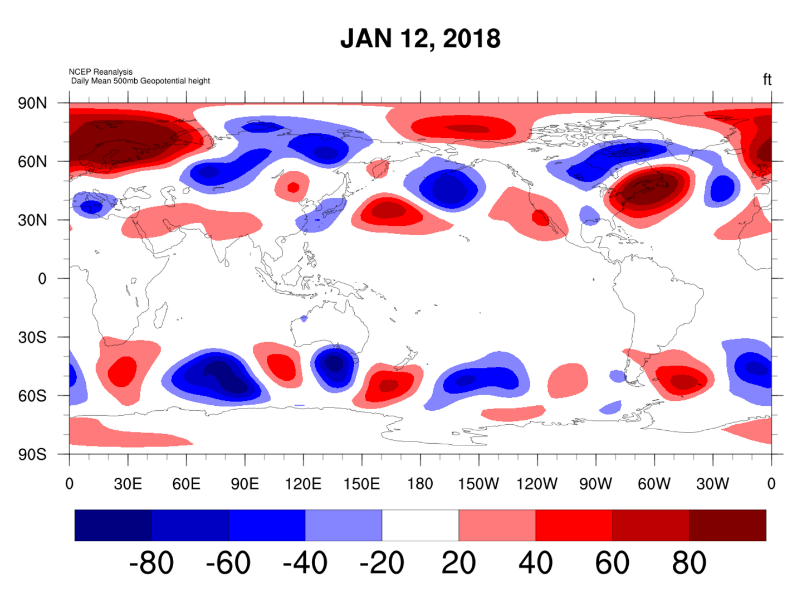 JAN 12, 2018
NCEP Reanalysis
Daily Mean 500mb Geopotential height
ft
90N
60N
30N
0
30S
60S
90S
0 30E 60E 90E 120E 150E 180 150W 120W 90W 60W 30W 0
-80 -60 -40 -20 20 40 60 80